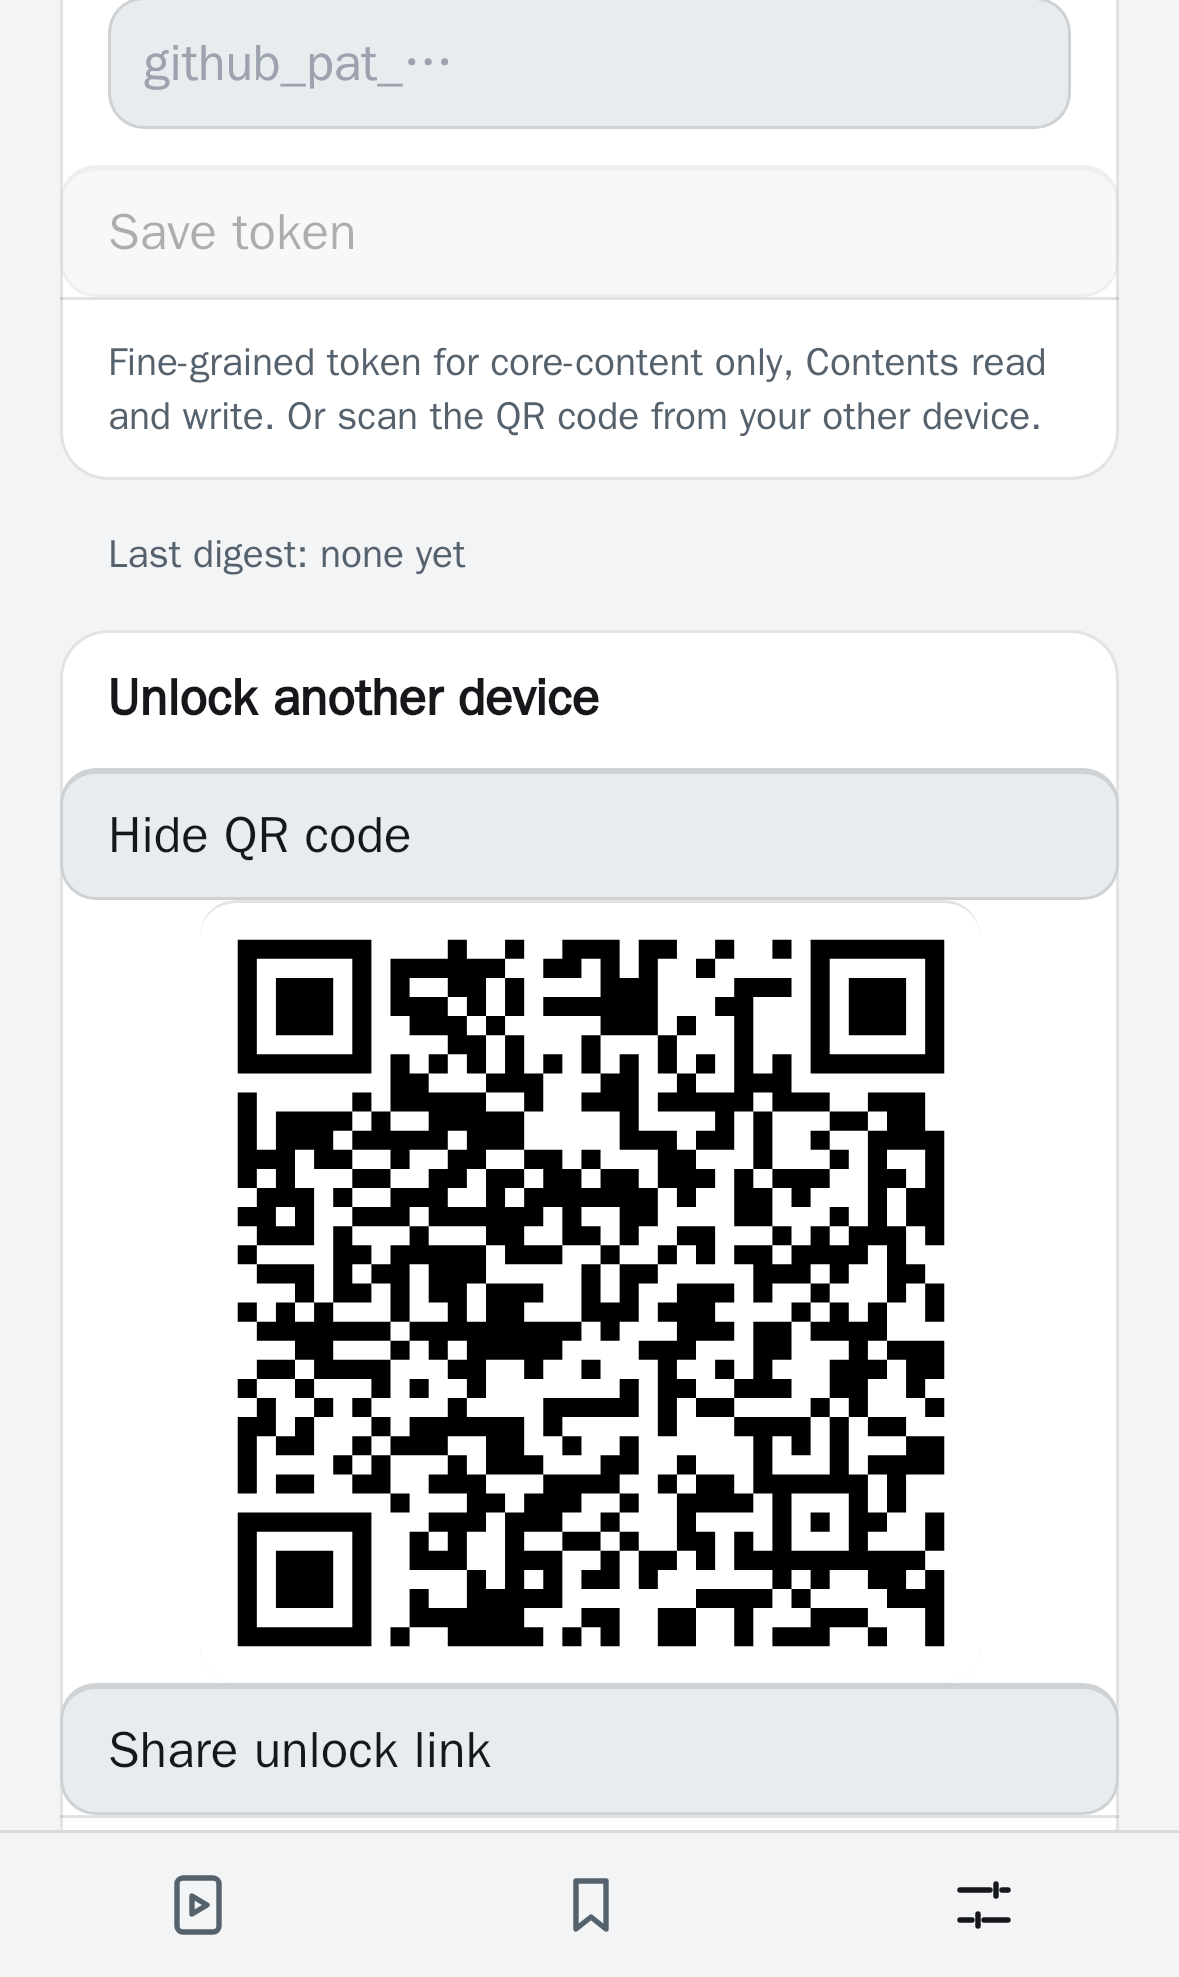 github_pat_…
Save token
Fine-grained token for core-content only, Contents read
and write. Or scan the QR code from your other device.
Last digest: none yet
Unlock another device
Hide QR code
Share unlock link